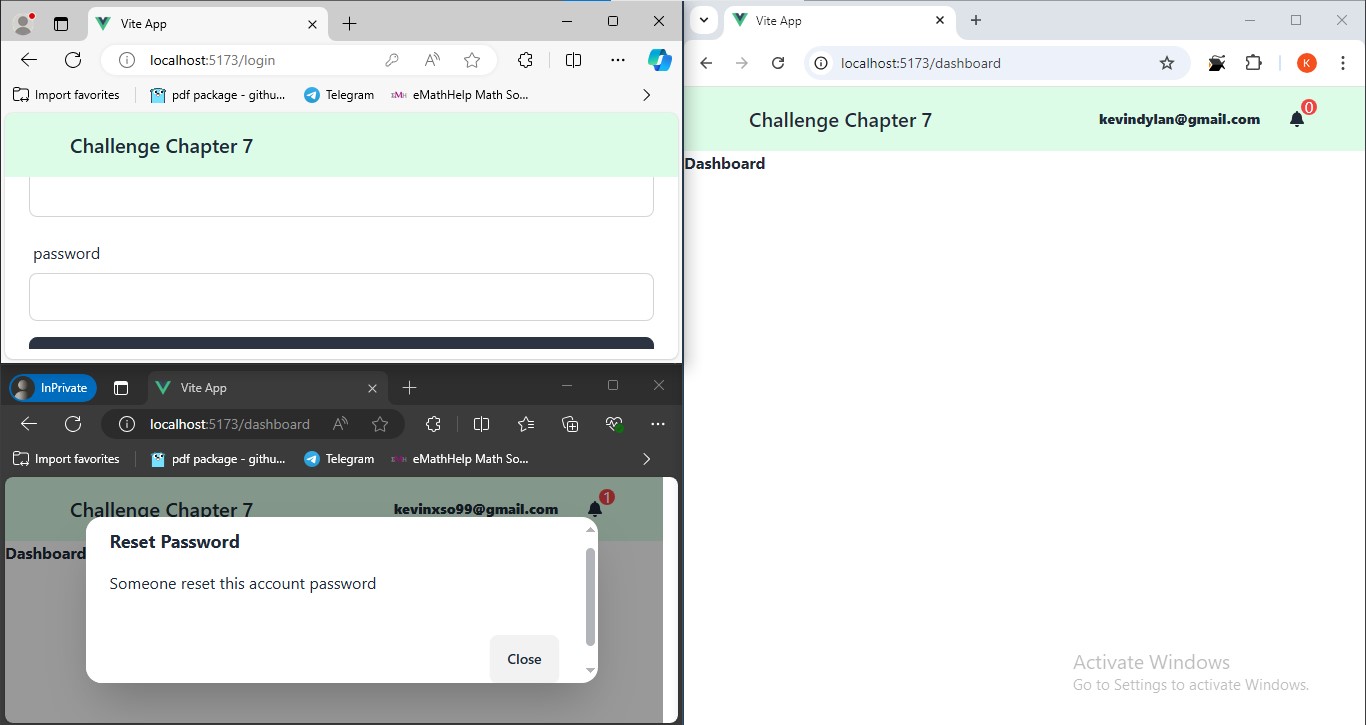 Vite App
localhost:5173/login
Import favorites
pdf package - githu...
Telegram
eMathHelp Math So...
Challenge Chapter 7
password
InPrivate
Vite App
localhost:5173/dashboard
Import favorites
pdf package - githu...
Telegram
eMathHelp Math So...
Challenge Chapter 7
kevinxso99@gmail.com
1
Dashboard
Reset Password
Someone reset this account password
Close
Vite App
localhost:5173/dashboard
K
Challenge Chapter 7
kevindylan@gmail.com
0
Dashboard
Activate Windows
Go to Settings to activate Windows.